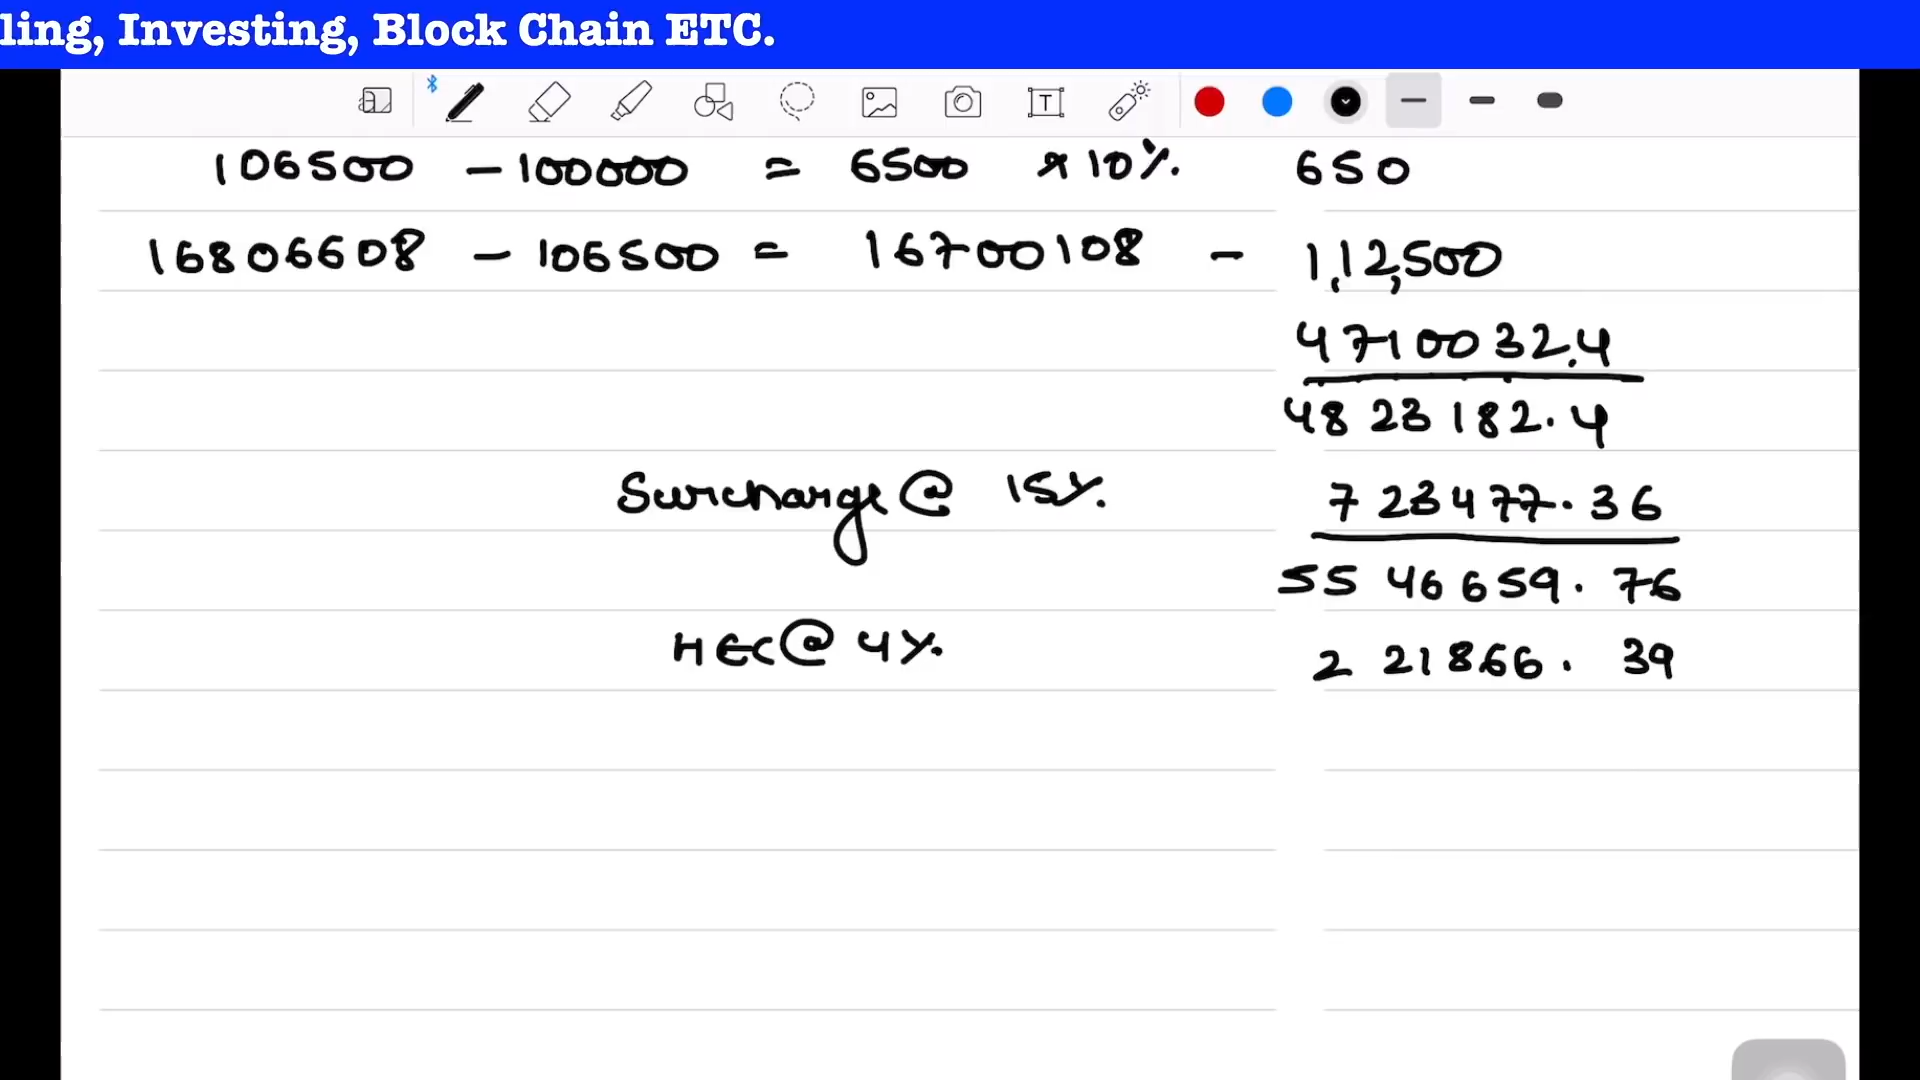 ling, Investing, Block Chain ETC.
T
106500 - 100000 = 6500 × 10% 650
16806608 - 106500 = 16700108 - 1,12,500
4710032.4
4823182.4
Surcharge @ 15% 723477.36
5546659.76
HEC @ 4% 221866.39